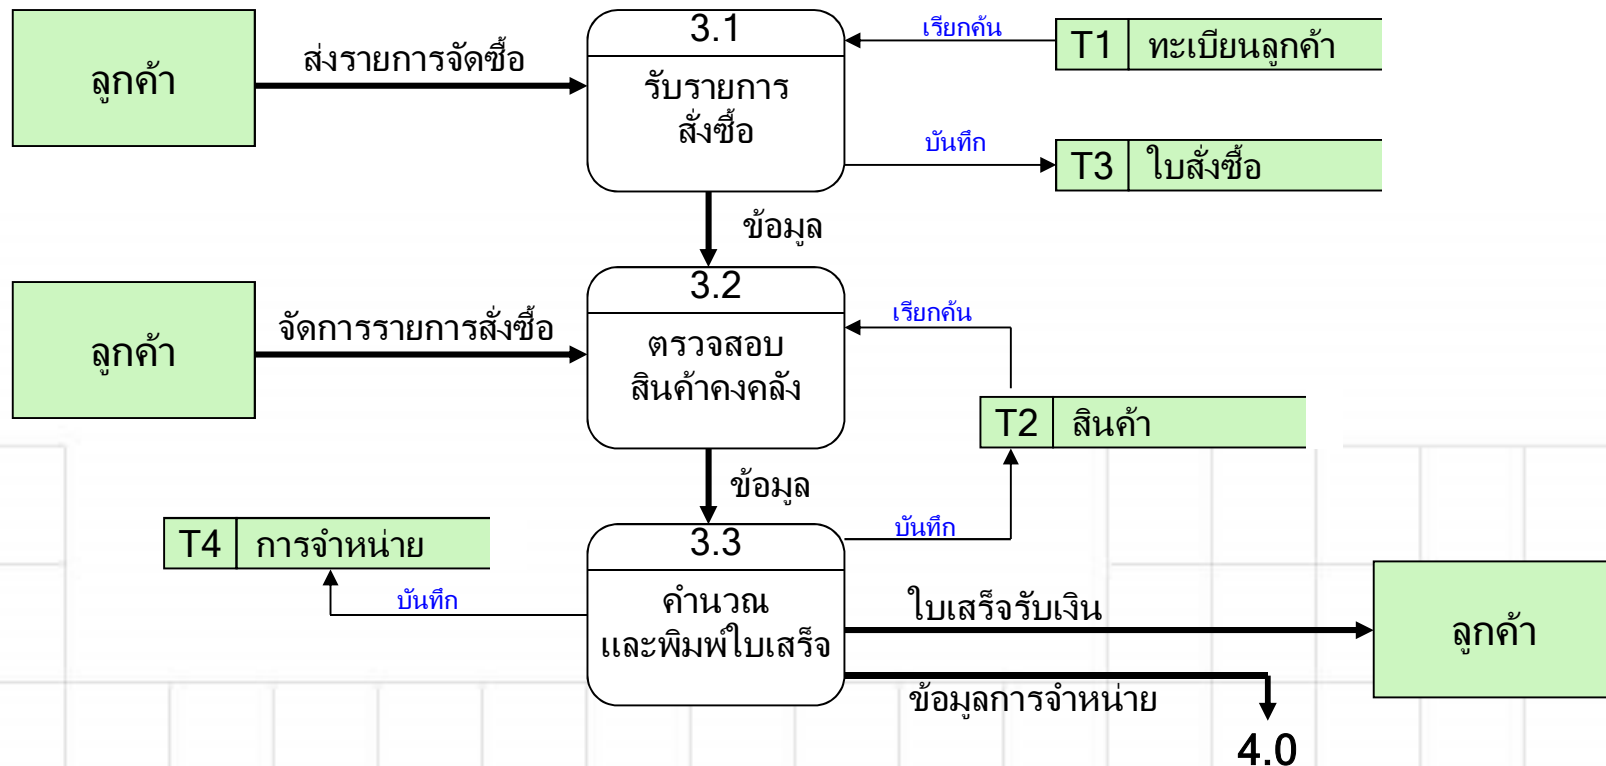 ลูกค้า
ส่งรายการจัดซื้อ
3.1
รับรายการ
สั่งซื้อ
เรียกค้น
T1 ทะเบียนลูกค้า
บันทึก
T3 ใบสั่งซื้อ
ข้อมูล
ลูกค้า
จัดการรายการสั่งซื้อ
3.2
ตรวจสอบ
สินค้าคงคลัง
เรียกค้น
T2 สินค้า
ข้อมูล
T4 การจำหน่าย
บันทึก
3.3
คำนวณ
และพิมพ์ใบเสร็จ
บันทึก
ใบเสร็จรับเงิน
ลูกค้า
ข้อมูลการจำหน่าย
4.0